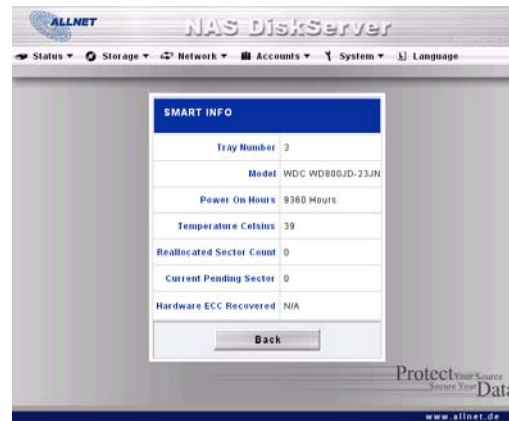 ALLNET
NAS DiskServer
Status Storage Network Accounts System Language
SMART INFO
Tray Number 3
Model WDC WD800JD-23JN
Power On Hours 9360 Hours
Temperature Celsius 39
Reallocated Sector Count 0
Current Pending Sector 0
Hardware ECC Recovered N/A
Back
Protect Your Source
Secure Your Data
www.allnet.de